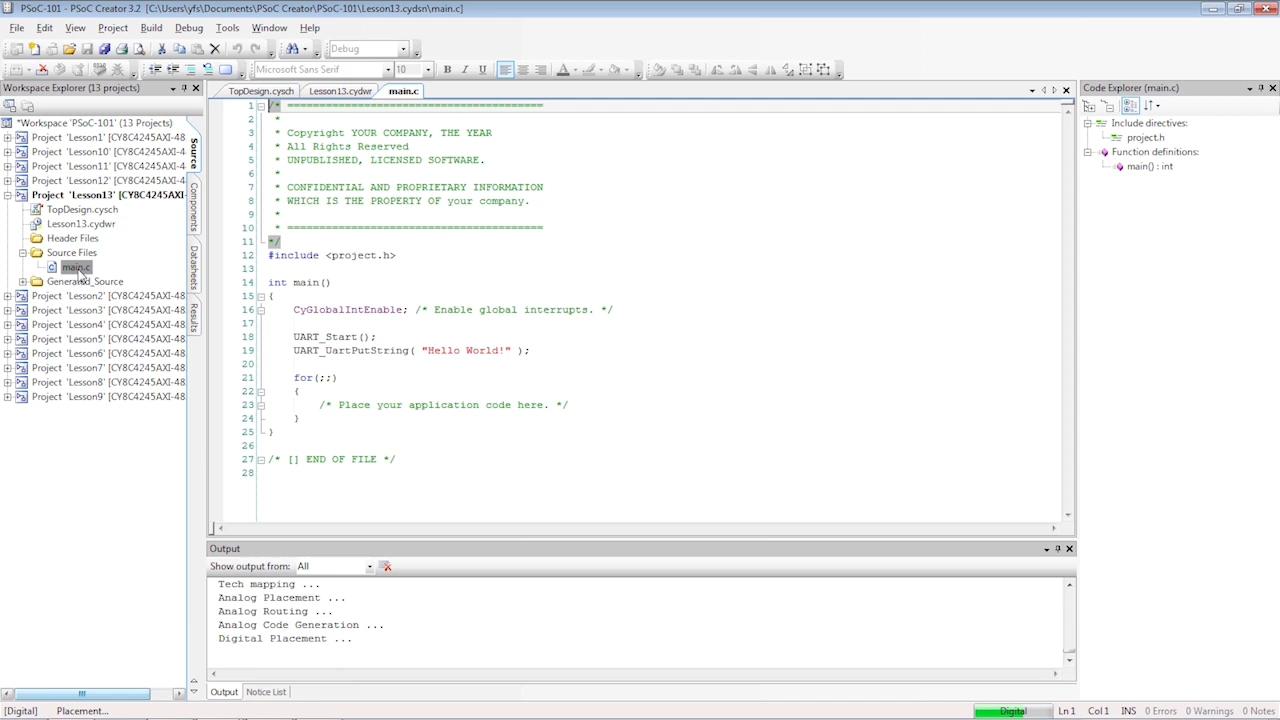 PSoC-101 - PSoC Creator 3.2 [C:\Users\yfs\Documents\PSoC Creator\PSoC-101\Lesson13.cydsn\main.c]
File Edit View Project Build Debug Tools Window Help
Debug
Microsoft Sans Serif 10 B I U
Workspace Explorer (13 projects)
*Workspace 'PSoC-101' (13 Projects)
Project 'Lesson1' [CY8C4245AXI-48
Project 'Lesson10' [CY8C4245AXI-4
Project 'Lesson11' [CY8C4245AXI-4
Project 'Lesson12' [CY8C4245AXI-4
Project 'Lesson13' [CY8C4245AXI
TopDesign.cysch
Lesson13.cydwr
Header Files
Source Files
main.c
Generated_Source
Project 'Lesson2' [CY8C4245AXI-48
Project 'Lesson3' [CY8C4245AXI-48
Project 'Lesson4' [CY8C4245AXI-48
Project 'Lesson5' [CY8C4245AXI-48
Project 'Lesson6' [CY8C4245AXI-48
Project 'Lesson7' [CY8C4245AXI-48
Project 'Lesson8' [CY8C4245AXI-48
Project 'Lesson9' [CY8C4245AXI-48
Source
Components
Datasheets
Results
TopDesign.cysch Lesson13.cydwr main.c
1 /* ========================================
2 *
3 * Copyright YOUR COMPANY, THE YEAR
4 * All Rights Reserved
5 * UNPUBLISHED, LICENSED SOFTWARE.
6 *
7 * CONFIDENTIAL AND PROPRIETARY INFORMATION
8 * WHICH IS THE PROPERTY OF your company.
9 *
10 * ========================================
11 */
12 #include <project.h>
13
14 int main()
15 {
16 CyGlobalIntEnable; /* Enable global interrupts. */
17
18 UART_Start();
19 UART_UartPutString( "Hello World!" );
20
21 for(;;)
22 {
23 /* Place your application code here. */
24 }
25 }
26
27 /* [] END OF FILE */
28
Code Explorer (main.c)
Include directives:
project.h
Function definitions:
main() : int
Output
Show output from: All
Tech mapping ...
Analog Placement ...
Analog Routing ...
Analog Code Generation ...
Digital Placement ...
Output Notice List
[Digital] Placement... Digital Ln 1 Col 1 INS 0 Errors 0 Warnings 0 Notes